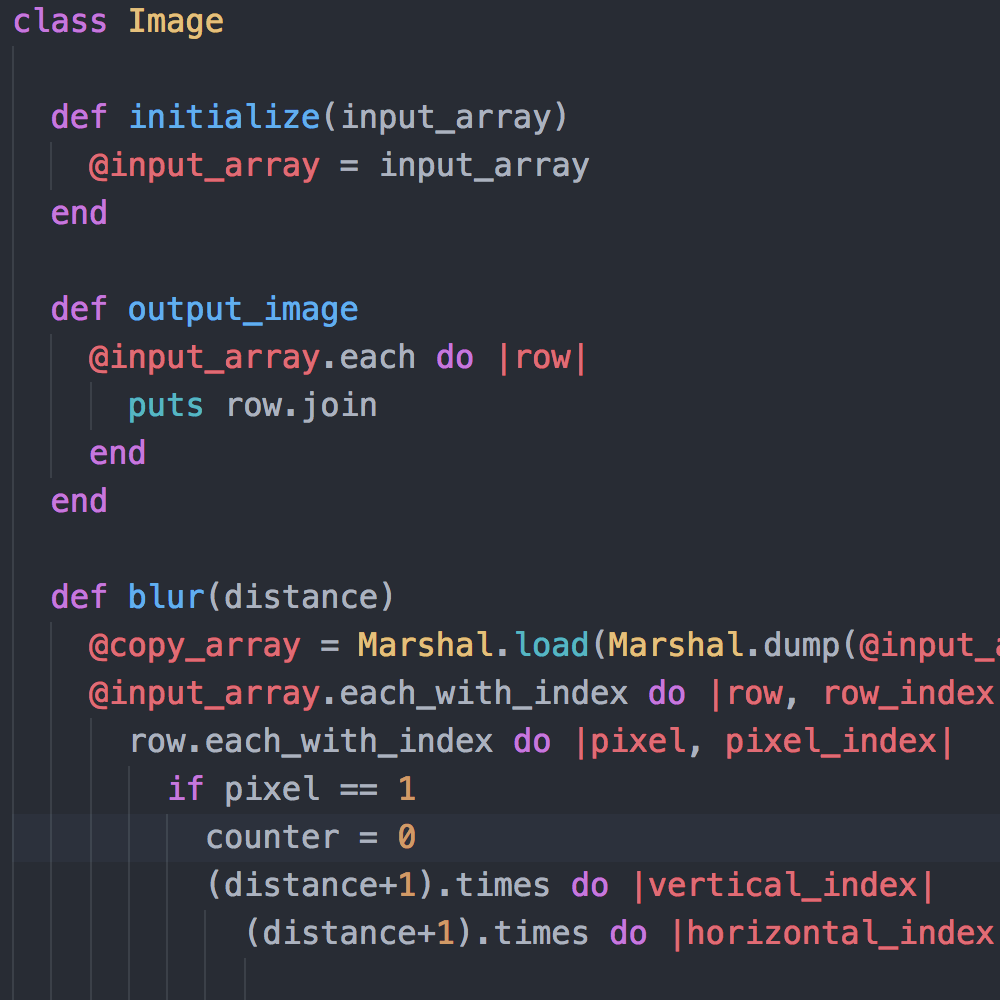 class Image
def initialize(input_array)
@input_array = input_array
end
def output_image
@input_array.each do |row|
puts row.join
end
end
def blur(distance)
@copy_array = Marshal.load(Marshal.dump(@input_
@input_array.each_with_index do |row, row_index
row.each_with_index do |pixel, pixel_index|
if pixel == 1
counter = 0
(distance+1).times do |vertical_index|
(distance+1).times do |horizontal_index